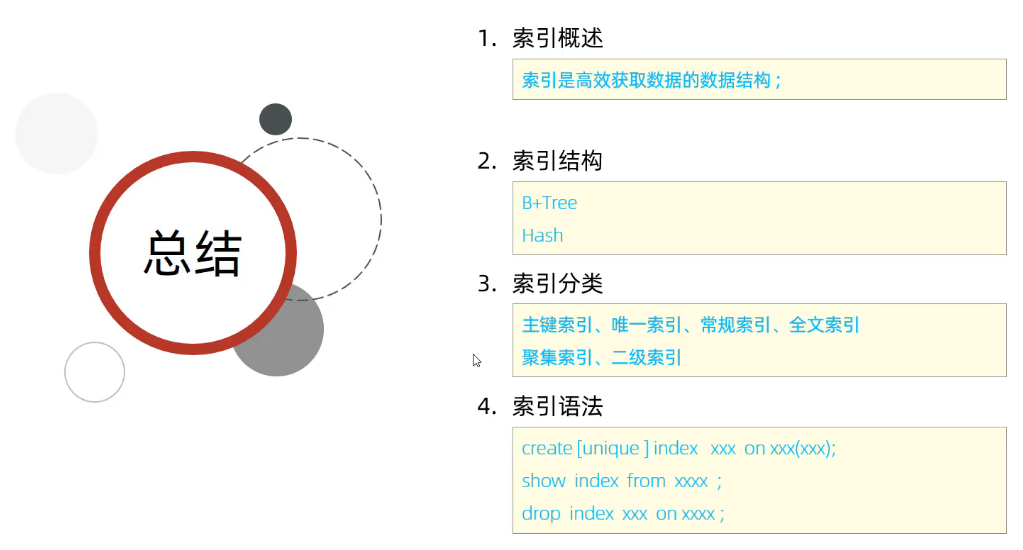 总结
1. 索引概述
索引是高效获取数据的数据结构 ;
2. 索引结构
B+Tree
Hash
3. 索引分类
主键索引、唯一索引、常规索引、全文索引
聚集索引、二级索引
4. 索引语法
create [unique ] index xxx on xxx(xxx);
show index from xxxx ;
drop index xxx on xxxx ;